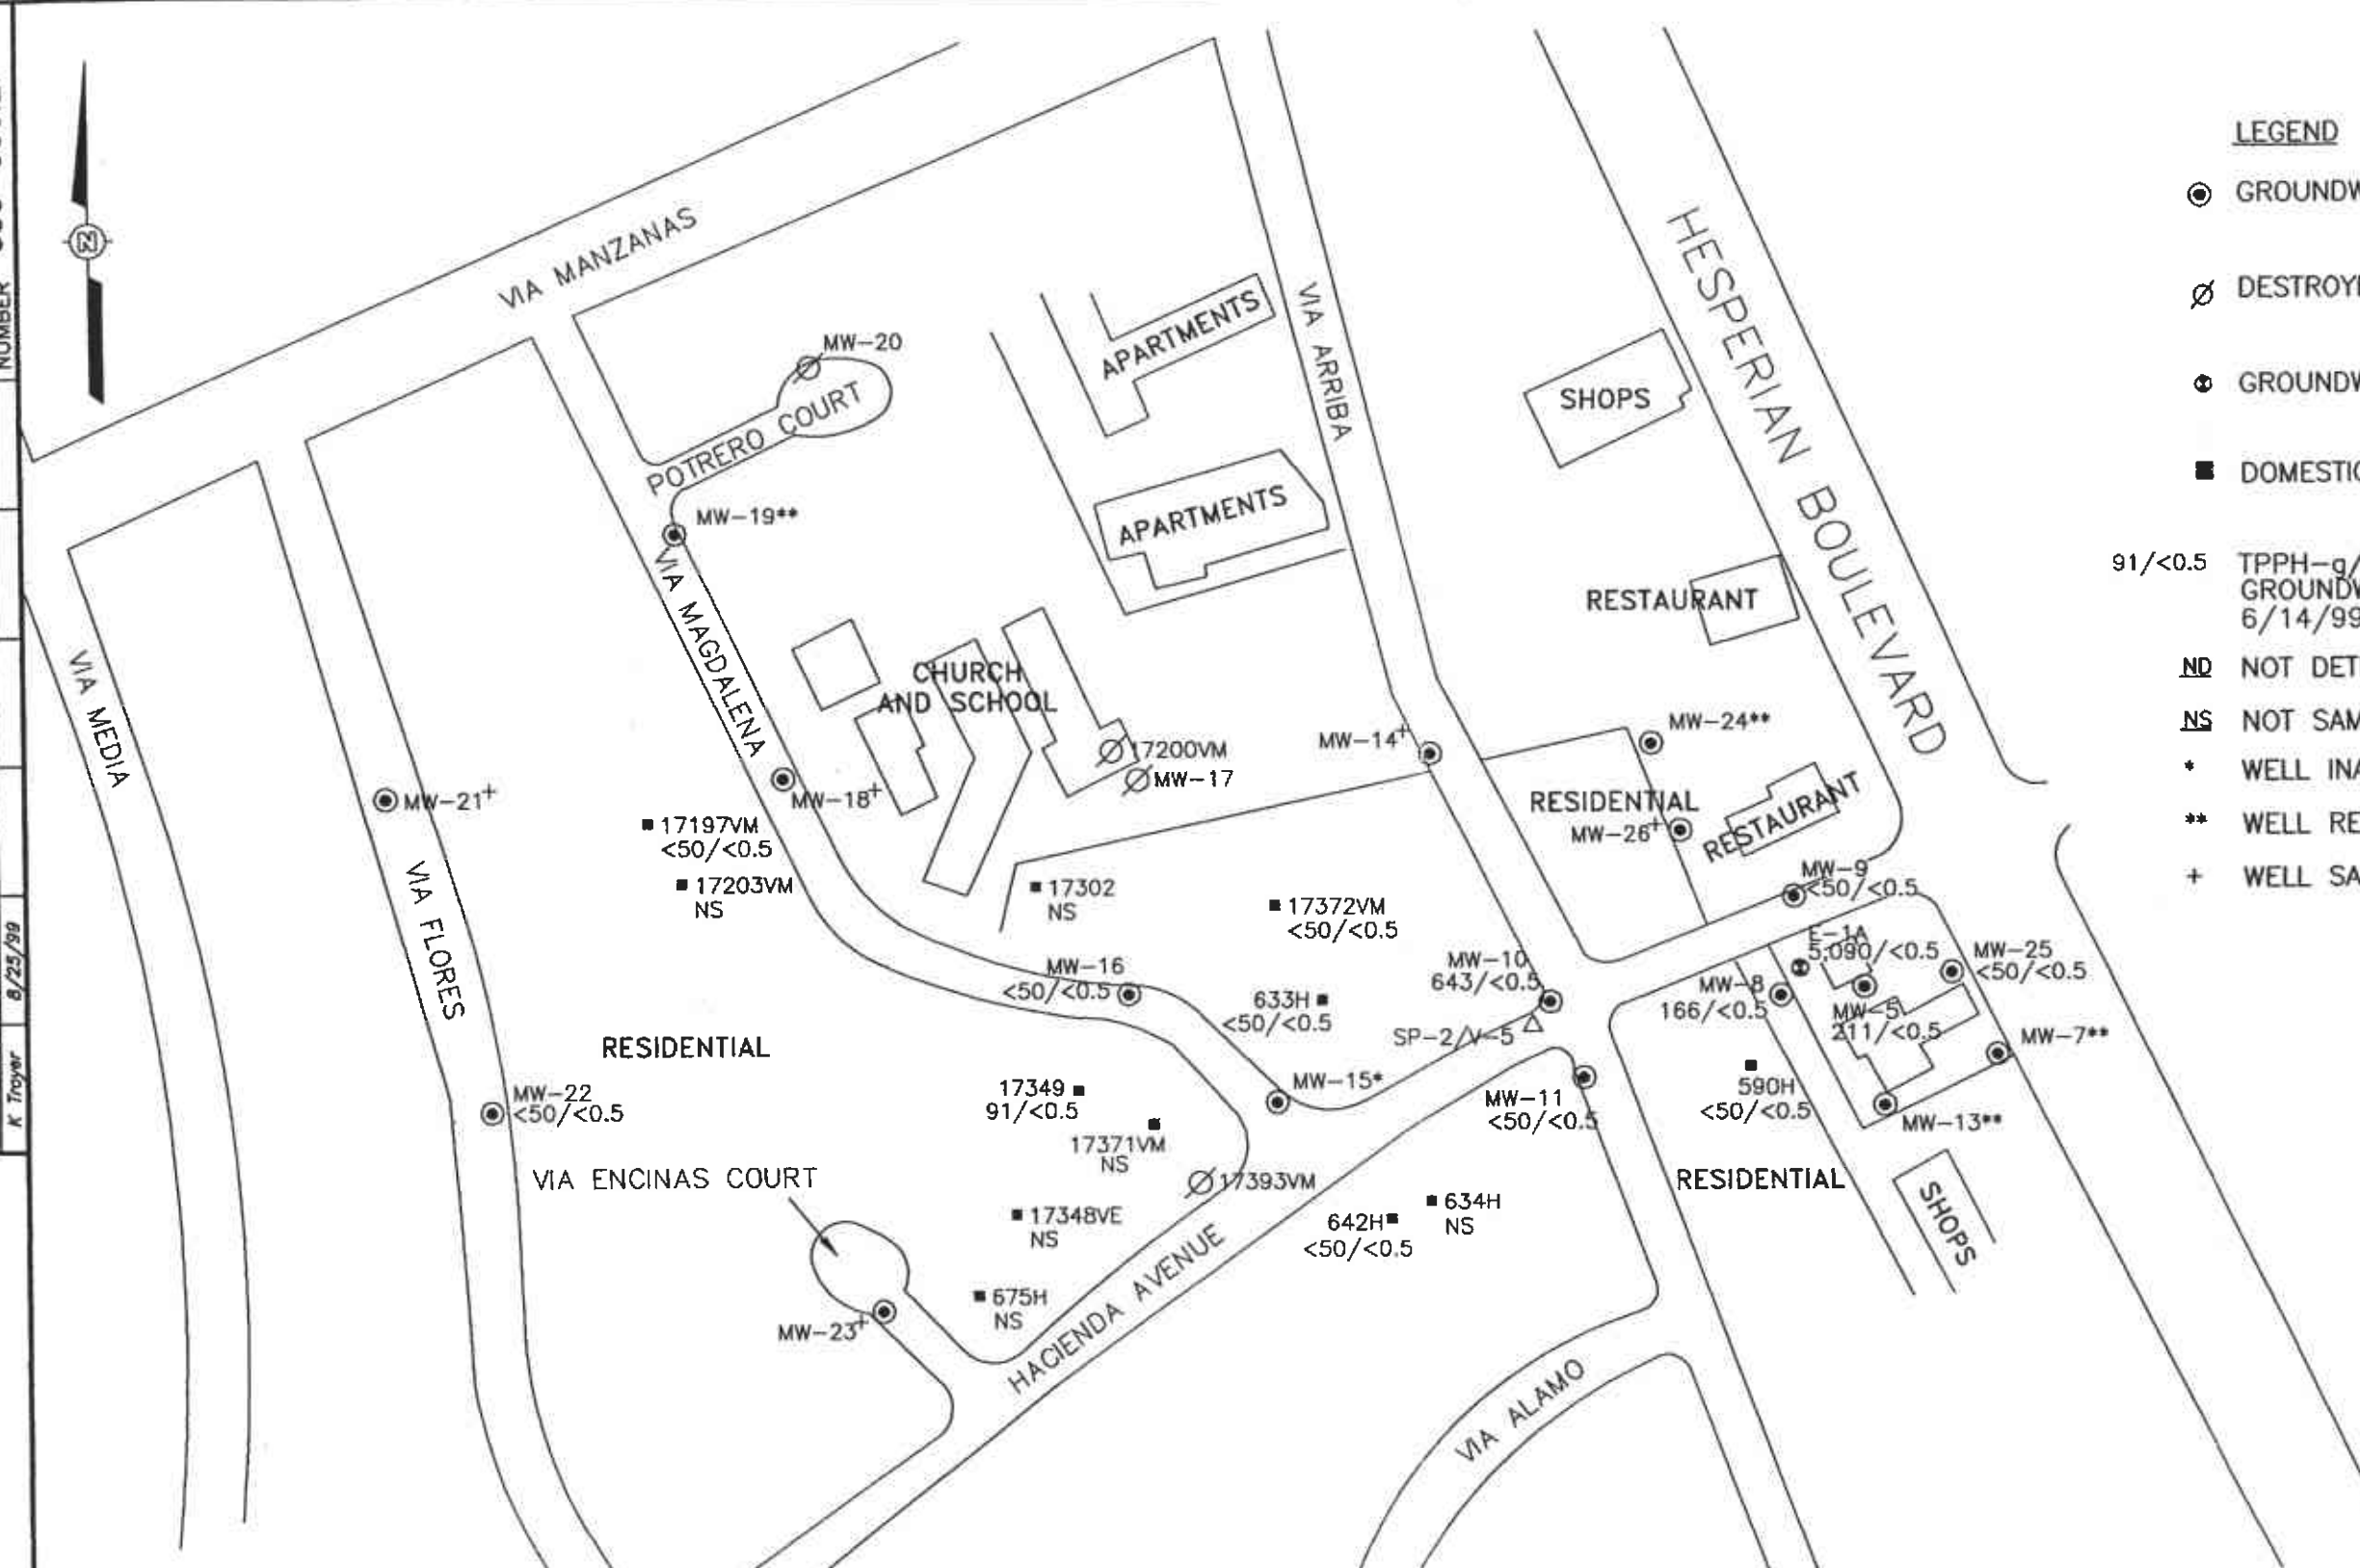 NUMBER
8/25/99
K Troyer
N
VIA MANZANAS
MW-20
POTRERO COURT
MW-19**
VIA MAGDALENA
APARTMENTS
APARTMENTS
VIA ARRIBA
SHOPS
HESPERIAN BOULEVARD
RESTAURANT
CHURCH
AND SCHOOL
17200VM
MW-17
MW-14+
MW-24**
RESIDENTIAL
MW-26+
RESTAURANT
VIA MEDIA
MW-21+
VIA FLORES
MW-18+
17197VM
<50/<0.5
17203VM
NS
17302
NS
17372VM
<50/<0.5
MW-9
<50/<0.5
E-1A
5,090/<0.5
MW-25
<50/<0.5
MW-10
643/<0.5
MW-16
<50/<0.5
633H
<50/<0.5
SP-2/V-5
MW-8
166/<0.5
MW-5
211/<0.5
MW-7**
RESIDENTIAL
MW-22
<50/<0.5
17349
91/<0.5
17371VM
NS
MW-15*
MW-11
<50/<0.5
590H
<50/<0.5
MW-13**
VIA ENCINAS COURT
17393VM
17348VE
NS
642H
<50/<0.5
634H
NS
RESIDENTIAL
SHOPS
675H
NS
MW-23+
HACIENDA AVENUE
VIA ALAMO
LEGEND
GROUNDW
DESTROY
GROUNDW
DOMESTIC
91/<0.5 TPPH-g/
GROUNDW
6/14/99
ND NOT DET
NS NOT SAM
* WELL INA
** WELL RE
+ WELL SA